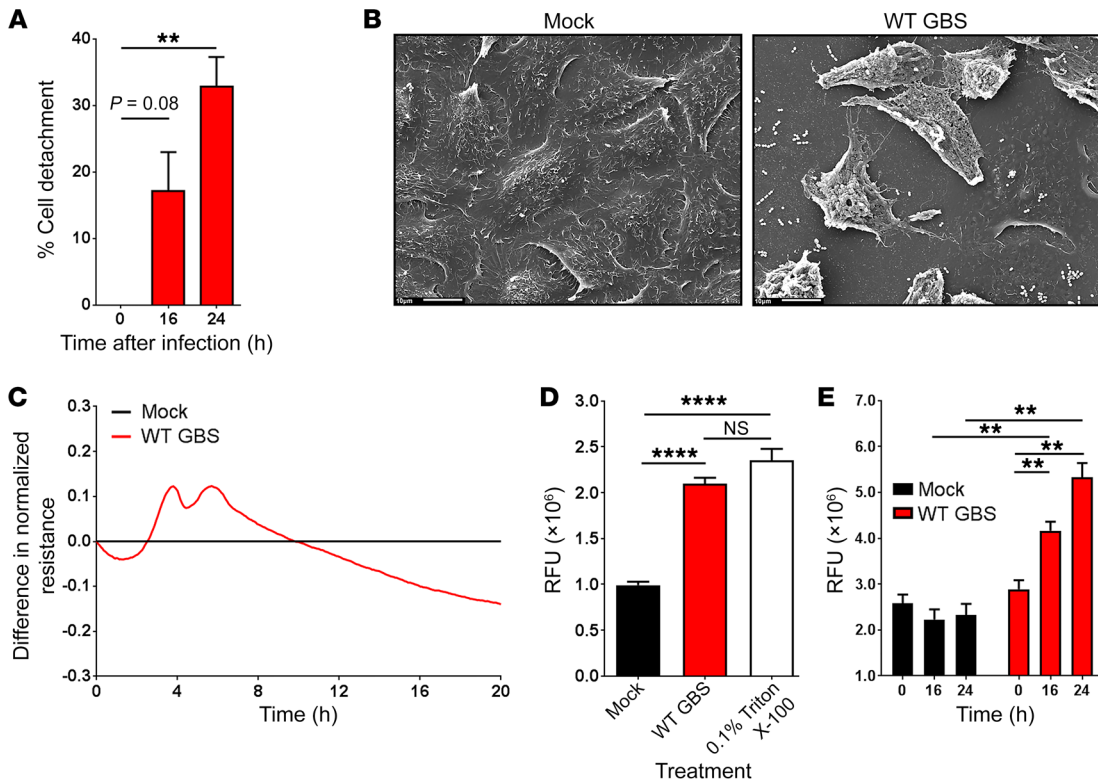 A
**
P = 0.08
40
30
20
10
0
% Cell detachment
0 16 24
Time after infection (h)
B
Mock
WT GBS
10µm
10µm
C
Mock
WT GBS
0.3
0.2
0.1
0.0
-0.1
-0.2
-0.3
Difference in normalized
resistance
0 4 8 12 16 20
Time (h)
D
****
NS
****
3.0
2.5
2.0
1.5
1.0
0.5
0.0
RFU (×10⁶)
Mock
WT GBS
0.1% Triton
X-100
Treatment
E
**
**
**
**
Mock
WT GBS
7.0
6.0
5.0
4.0
3.0
2.0
1.0
RFU (×10⁶)
0 16 24 0 16 24
Time (h)